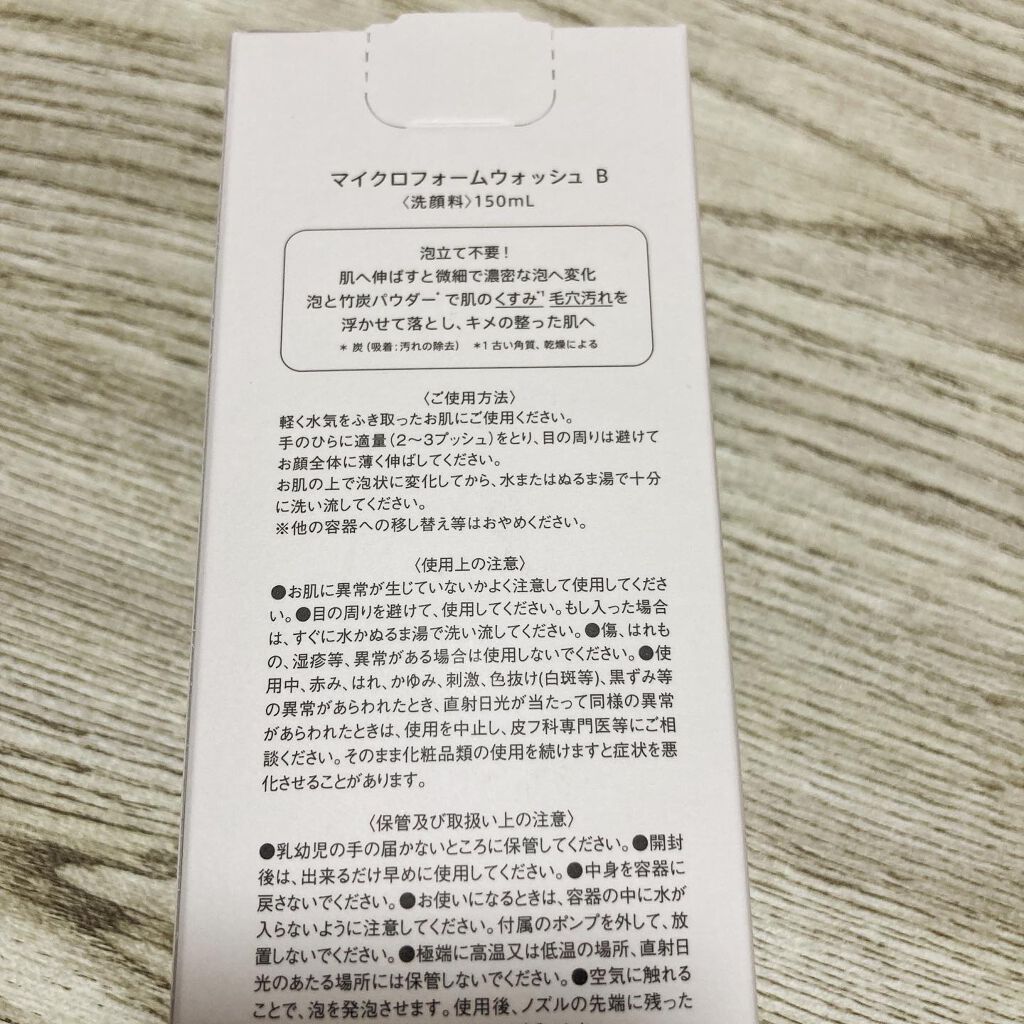 マイクロフォームウォッシュ B
〈洗顔料〉150mL
泡立て不要！
肌へ伸ばすと微細で濃密な泡へ変化
泡と竹炭パウダー*で肌のくすみ*1毛穴汚れを
浮かせて落とし、キメの整った肌へ
＊ 炭（吸着；汚れの除去） ＊1 古い角質、乾燥による
〈ご使用方法〉
軽く水気をふき取ったお肌にご使用ください。
手のひらに適量（2〜3プッシュ）をとり、目の周りは避けて
お顔全体に薄く伸ばしてください。
お肌の上で泡状に変化してから、水またはぬるま湯で十分
に洗い流してください。
※他の容器への移し替え等はおやめください。
〈使用上の注意〉
●お肌に異常が生じていないかよく注意して使用してくださ
い。●目の周りを避けて、使用してください。もし入った場合
は、すぐに水かぬるま湯で洗い流してください。●傷、はれも
の、湿疹等、異常がある場合は使用しないでください。●使
用中、赤み、はれ、かゆみ、刺激、色抜け(白斑等)、黒ずみ等
の異常があらわれたとき、直射日光が当たって同様の異常
があらわれたときは、使用を中止し、皮フ科専門医等にご相
談ください。そのまま化粧品類の使用を続けますと症状を悪
化させることがあります。
〈保管及び取扱い上の注意〉
●乳幼児の手の届かないところに保管してください。●開封
後は、出来るだけ早めに使用してください。●中身を容器に
戻さないでください。●お使いになるときは、容器の中に水が
入らないように注意してください。付属のポンプを外して、放
置しないでください。●極端に高温又は低温の場所、直射日
光のあたる場所には保管しないでください。●空気に触れる
ことで、泡を発泡させます。使用後、ノズルの先端に残った